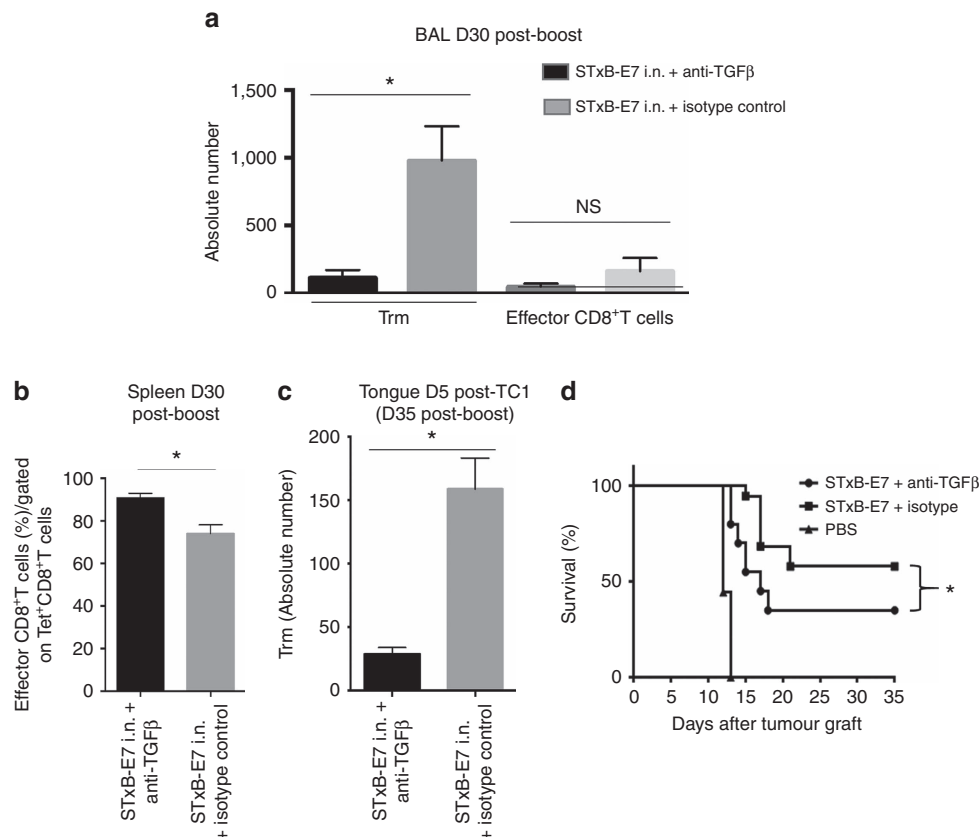 a
BAL D30 post-boost
STxB-E7 i.n. + anti-TGFβ
STxB-E7 i.n. + isotype control
Absolute number
1,500
1,000
500
0
*
NS
Trm
Effector CD8+T cells
b
Spleen D30
post-boost
*
Effector CD8+T cells (%)/gated
on Tet+CD8+T cells
100
80
60
40
20
0
STxB-E7 i.n. +
anti-TGFβ
STxB-E7 i.n.
+ isotype control
c
Tongue D5 post-TC1
(D35 post-boost)
*
Trm (Absolute number)
200
150
100
50
0
STxB-E7 i.n. +
anti-TGFβ
STxB-E7 i.n.
+ isotype control
d
STxB-E7 + anti-TGFβ
STxB-E7 + isotype
PBS
Survival (%)
100
50
0
*
0 5 10 15 20 25 30 35
Days after tumour graft